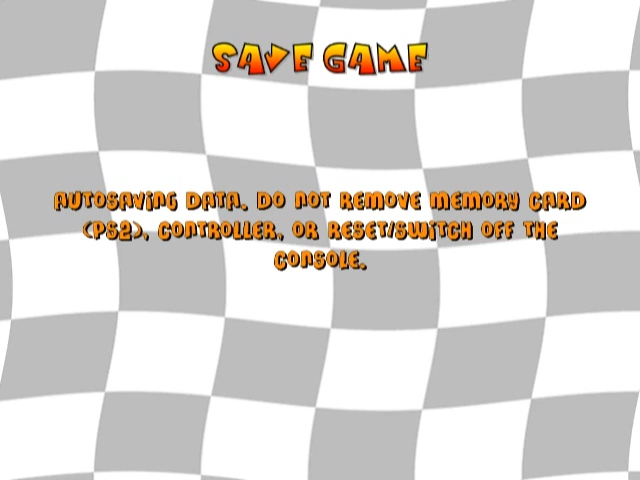 SAVE GAME
AUTOSAVING DATA. DO NOT REMOVE MEMORY CARD
(PS2), CONTROLLER, OR RESET/SWITCH OFF THE
CONSOLE.